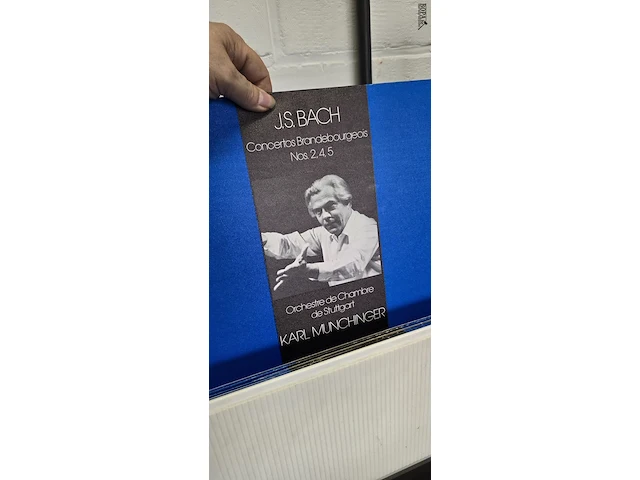 J.S. BACH
Concertos Brandebourgeois
Nos. 2, 4, 5
Orchestre de Chambre
de Stuttgart
KARL MUNCHINGER